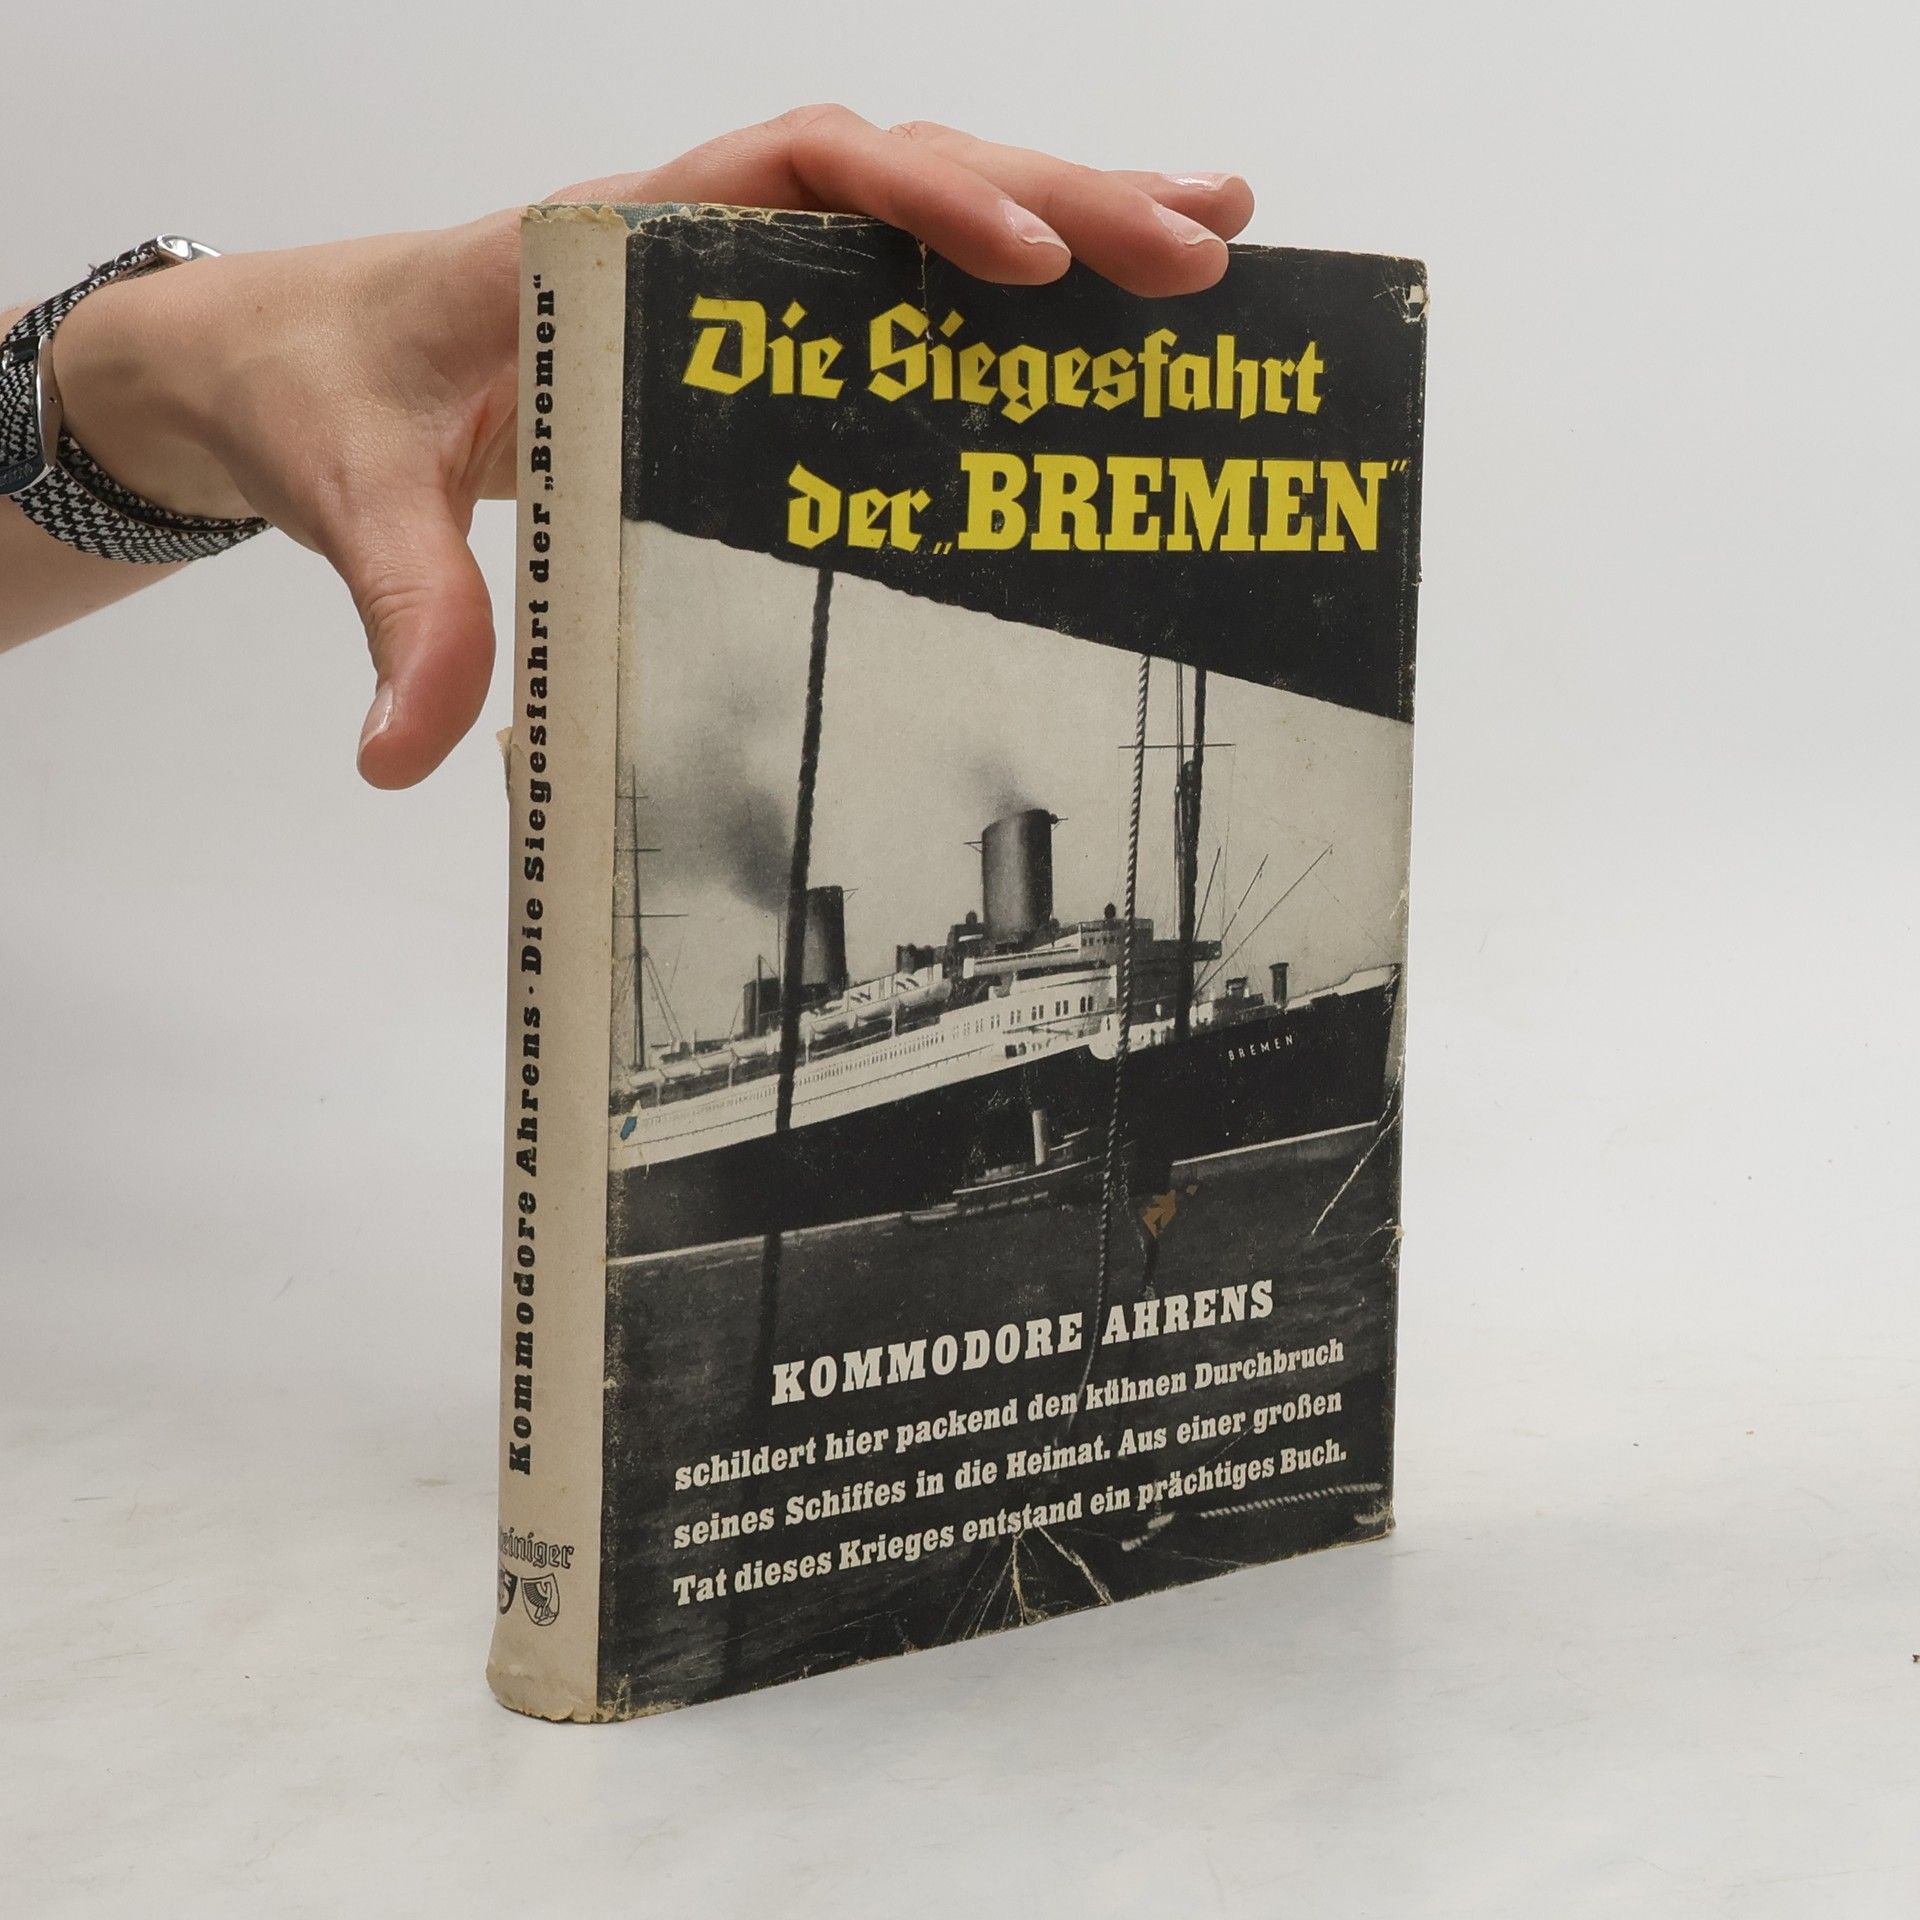 Die Siegesfahrt
der „BREMEN“
BREMEN
KOMMODORE AHRENS
schildert hier packend den kühnen Durchbruch
seines Schiffes in die Heimat. Aus einer großen
Tat dieses Krieges entstand ein prächtiges Buch.
Kommodore Ahrens · Die Siegesfahrt der „Bremen“